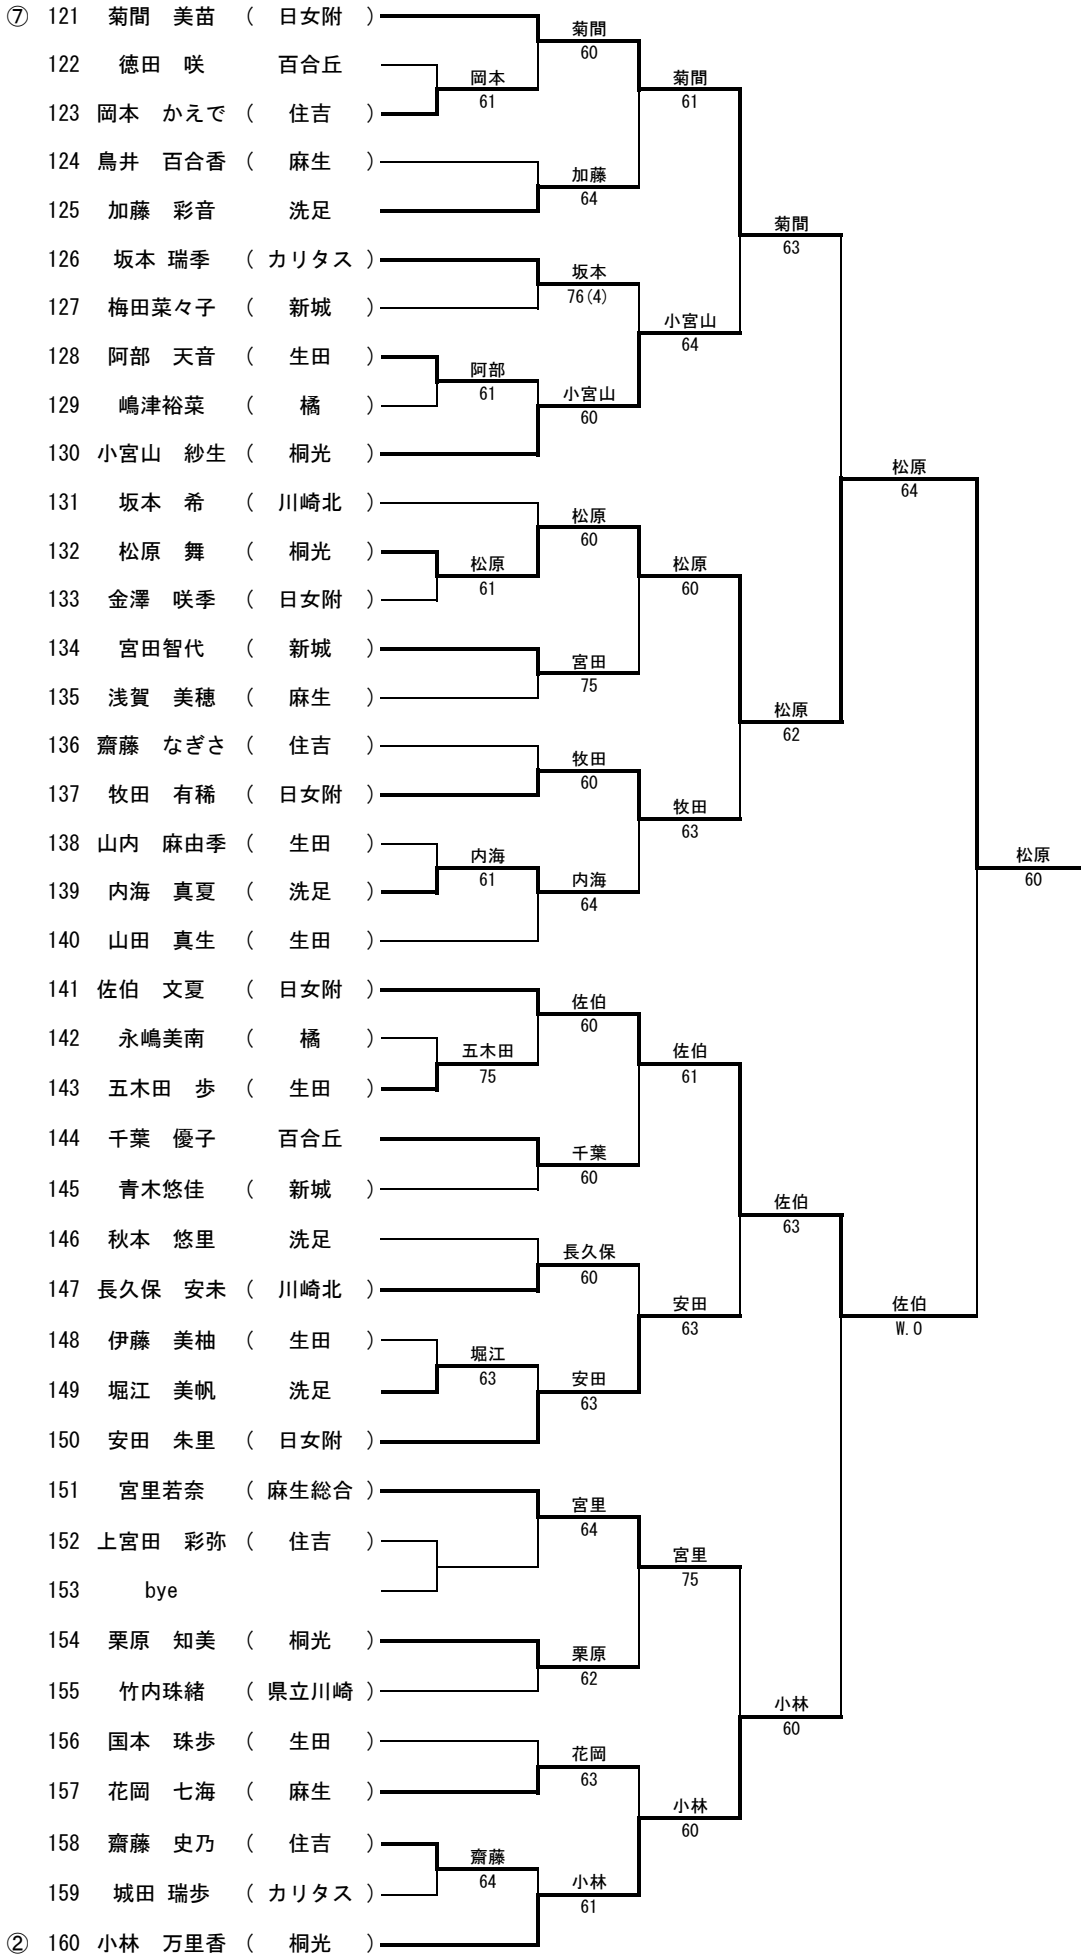 ⑦ 121 菊間 美苗 ( 日女附 )
菊間
60
122 徳田 咲 百合丘
岡本
61
菊間
61
123 岡本 かえで ( 住吉 )
124 鳥井 百合香 ( 麻生 )
加藤
64
125 加藤 彩音 洗足
菊間
63
126 坂本 瑞季 ( カリタス )
坂本
76(4)
127 梅田菜々子 ( 新城 )
小宮山
64
128 阿部 天音 ( 生田 )
阿部
61
129 嶋津裕菜 ( 橘 )
小宮山
60
130 小宮山 紗生 ( 桐光 )
松原
64
131 坂本 希 ( 川崎北 )
松原
60
132 松原 舞 ( 桐光 )
松原
61
松原
60
133 金澤 咲季 ( 日女附 )
134 宮田智代 ( 新城 )
宮田
75
135 浅賀 美穂 ( 麻生 )
松原
62
136 齋藤 なぎさ ( 住吉 )
牧田
60
137 牧田 有稀 ( 日女附 )
牧田
63
138 山内 麻由季 ( 生田 )
内海
61
松原
60
139 内海 真夏 ( 洗足 )
内海
64
140 山田 真生 ( 生田 )
141 佐伯 文夏 ( 日女附 )
佐伯
60
142 永嶋美南 ( 橘 )
五木田
75
佐伯
61
143 五木田 歩 ( 生田 )
144 千葉 優子 百合丘
千葉
60
145 青木悠佳 ( 新城 )
佐伯
63
146 秋本 悠里 洗足
長久保
60
147 長久保 安未 ( 川崎北 )
安田
63
佐伯
W.O
148 伊藤 美柚 ( 生田 )
堀江
63
149 堀江 美帆 洗足
安田
63
150 安田 朱里 ( 日女附 )
151 宮里若奈 ( 麻生総合 )
宮里
64
152 上宮田 彩弥 ( 住吉 )
宮里
75
153 bye
154 栗原 知美 ( 桐光 )
栗原
62
155 竹内珠緒 ( 県立川崎 )
小林
60
156 国本 珠歩 ( 生田 )
花岡
63
157 花岡 七海 ( 麻生 )
小林
60
158 齋藤 史乃 ( 住吉 )
齋藤
64
159 城田 瑞歩 ( カリタス )
小林
61
② 160 小林 万里香 ( 桐光 )